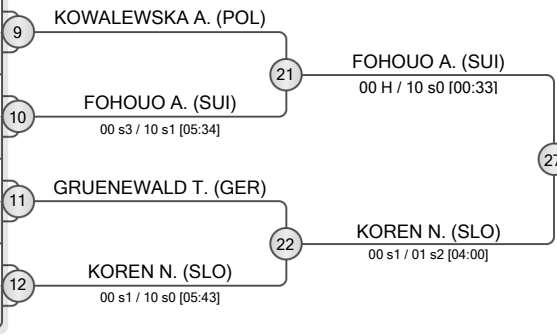 9
KOWALEWSKA A. (POL)
21
FOHOUO A. (SUI)
00 H / 10 s0 [00:33]
10
FOHOUO A. (SUI)
00 s3 / 10 s1 [05:34]
27
11
GRUENEWALD T. (GER)
22
KOREN N. (SLO)
00 s1 / 01 s2 [04:00]
12
KOREN N. (SLO)
00 s1 / 10 s0 [05:43]